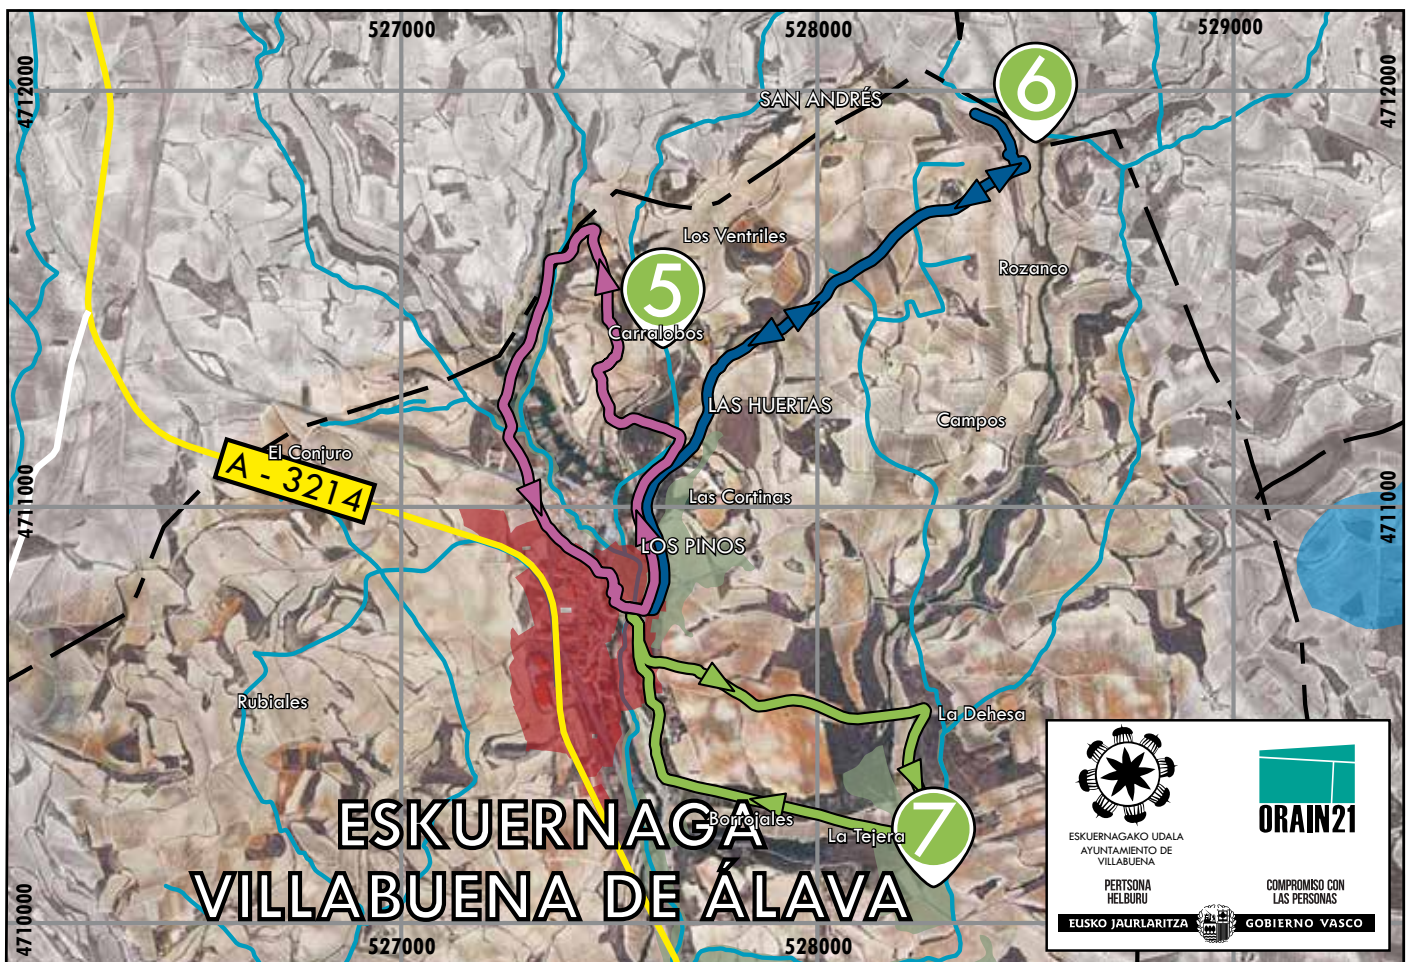 527000
528000
529000
4712000
4712000
6
SAN ANDRÉS
Los Ventriles
5
Rozanco
Carralobos
LAS HUERTAS
Campos
El Conjuro
A - 3214
4711000
4711000
Las Cortinas
LOS PINOS
Rubiales
La Dehesa
7
Borrojales
La Tejera
ESKUERNAGA
VILLABUENA DE ÁLAVA
4710000
527000
528000
ESKUERNAGAKO UDALA
AYUNTAMIENTO DE
VILLABUENA
ORAIN21
PERTSONA
HELBURU
COMPROMISO CON
LAS PERSONAS
EUSKO JAURLARITZA
GOBIERNO VASCO